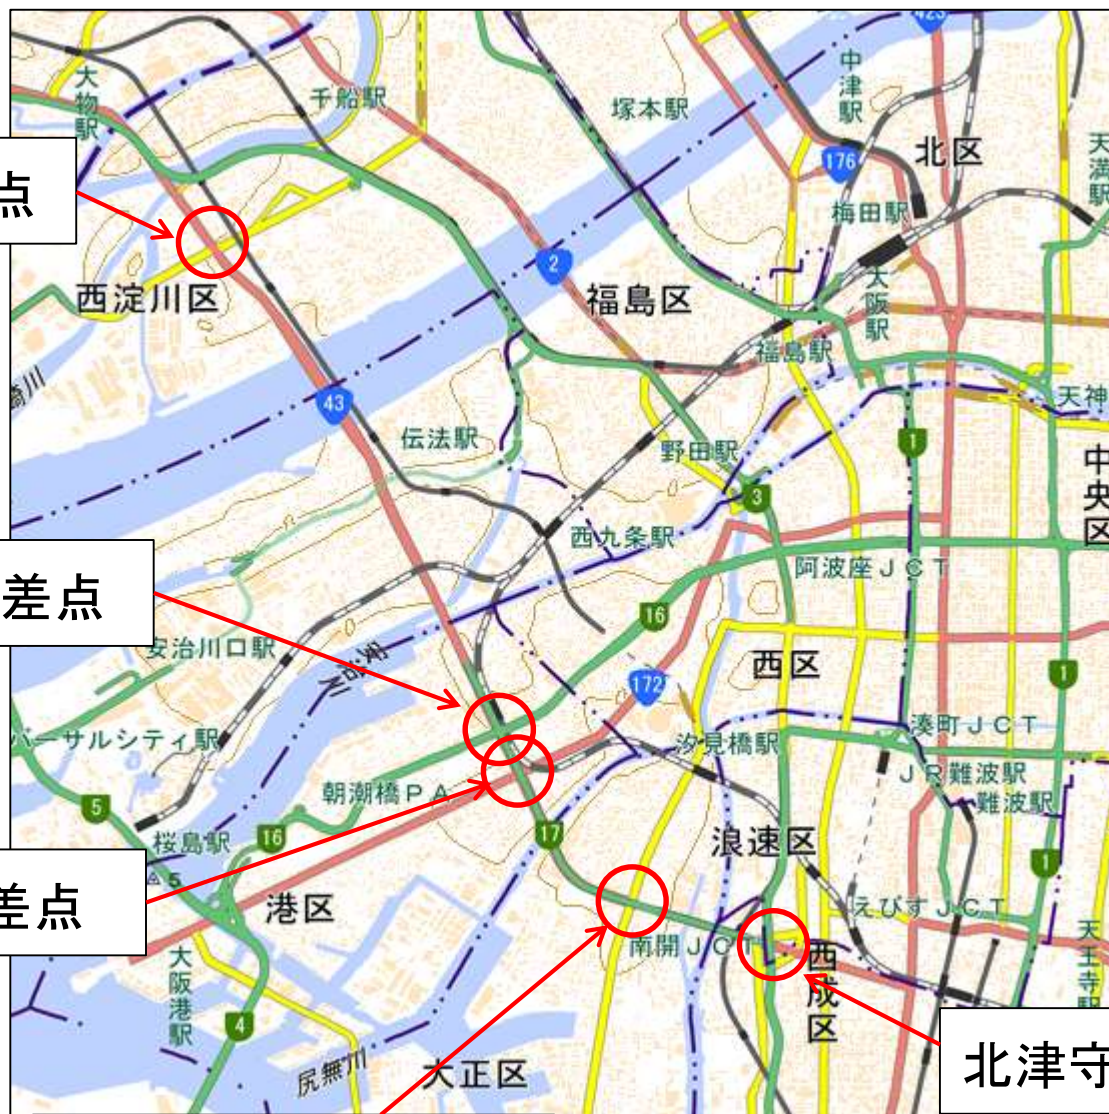 423
大物駅
千船駅
塚本駅
中津駅
176
北区
天満駅
点
梅田駅
2
西淀川区
福島区
大阪駅
福島駅
43
天神
伝法駅
野田駅
1
中央区
3
西九条駅
阿波座JCT
差点
16
安治川口駅
安治川
西区
172
1
バーサルシティ駅
汐見橋駅
湊町JCT
JR難波駅
難波駅
朝潮橋PA
5
16
桜島駅
17
浪速区
1
5
差点
港区
えびすJCT
南開JCT
西成区
天王寺駅
大阪港駅
4
尻無川
大正区
北津守